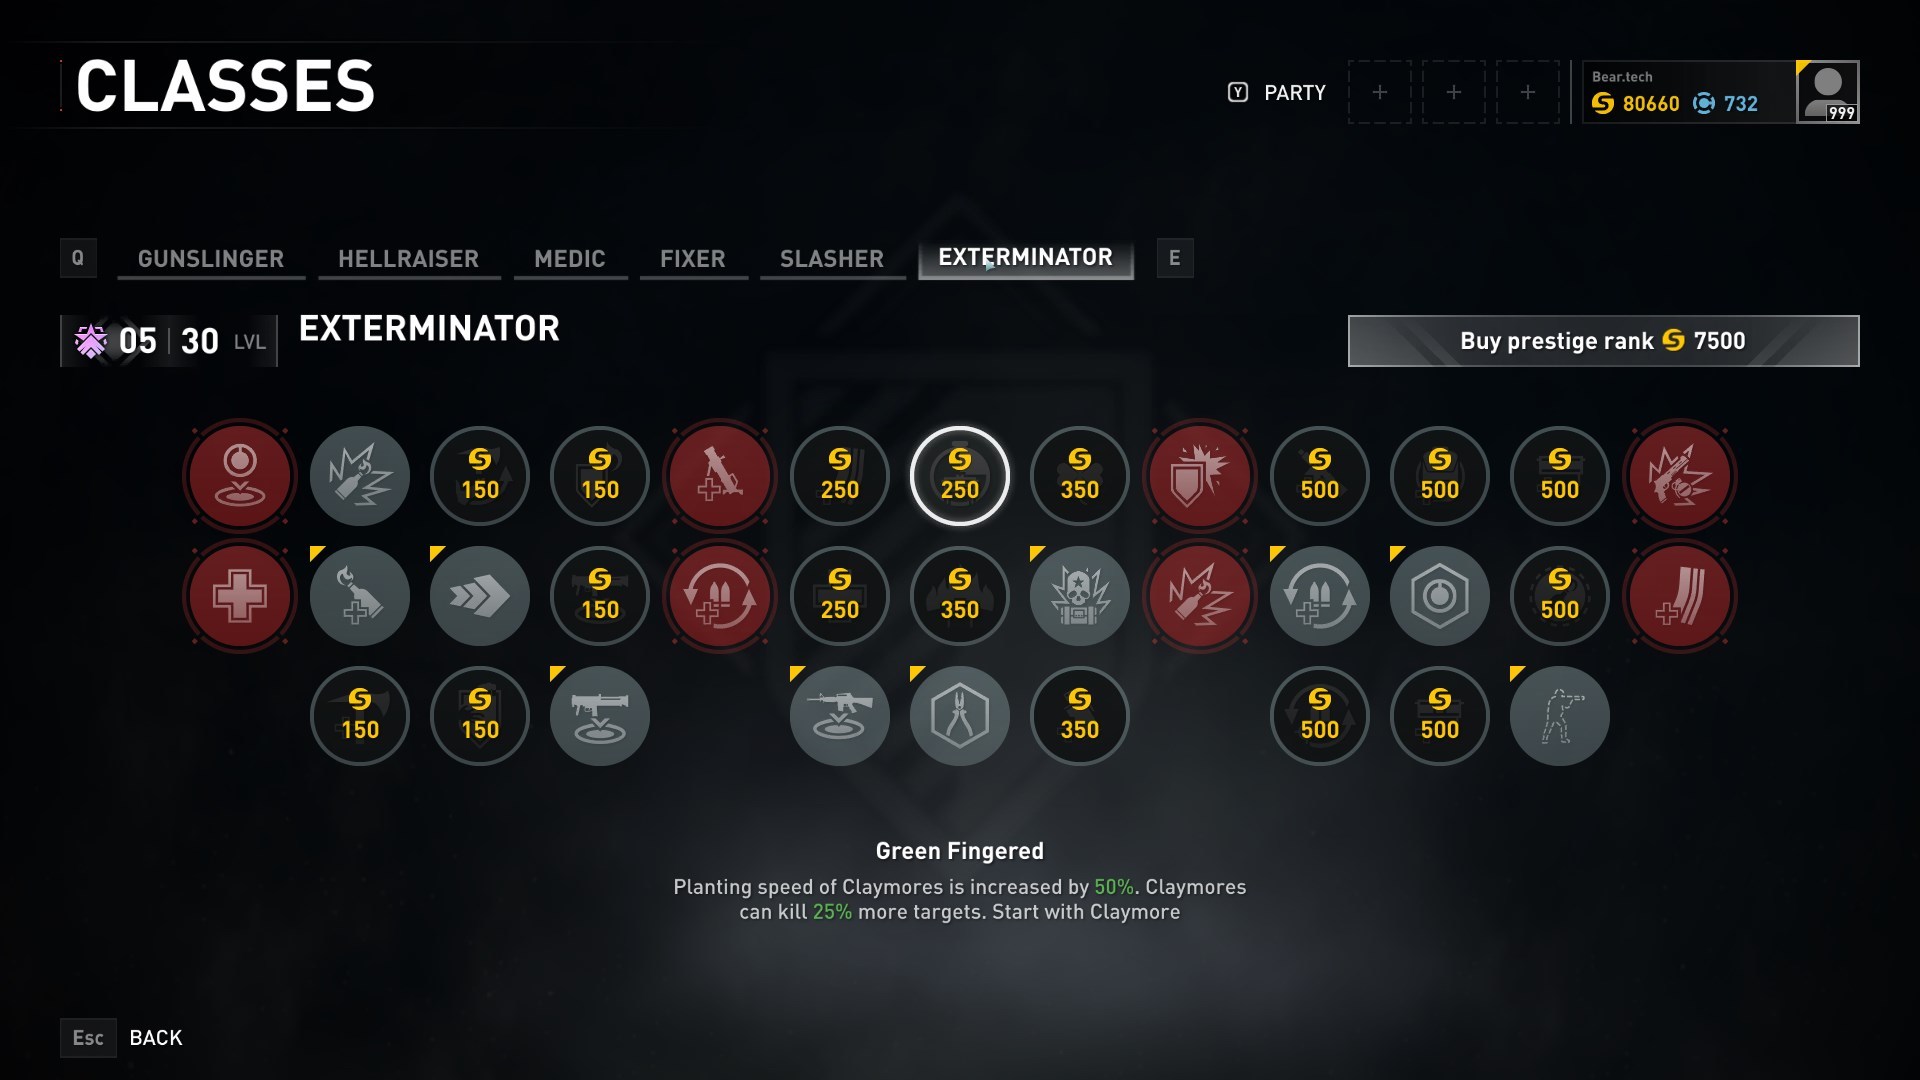 CLASSES
Y PARTY
Bear.tech
80660 732
999
Q GUNSLINGER HELLRAISER MEDIC FIXER SLASHER EXTERMINATOR E
05 | 30 LVL EXTERMINATOR
Buy prestige rank 7500
150 150 250 250 350 500 500 500
150 250 350 500
150 150 350 500 500
Green Fingered
Planting speed of Claymores is increased by 50%. Claymores
can kill 25% more targets. Start with Claymore
Esc BACK